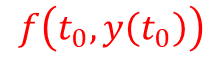 f(t₀, y(t₀))